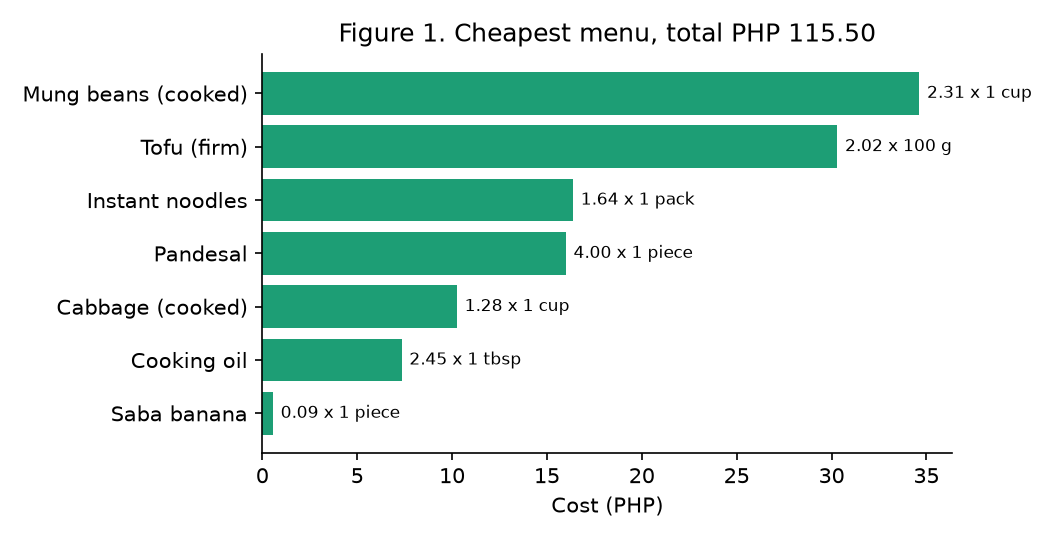 Figure 1. Cheapest menu, total PHP 115.50
Mung beans (cooked) 2.31 x 1 cup
Tofu (firm) 2.02 x 100 g
Instant noodles 1.64 x 1 pack
Pandesal 4.00 x 1 piece
Cabbage (cooked) 1.28 x 1 cup
Cooking oil 2.45 x 1 tbsp
Saba banana 0.09 x 1 piece
0 5 10 15 20 25 30 35
Cost (PHP)